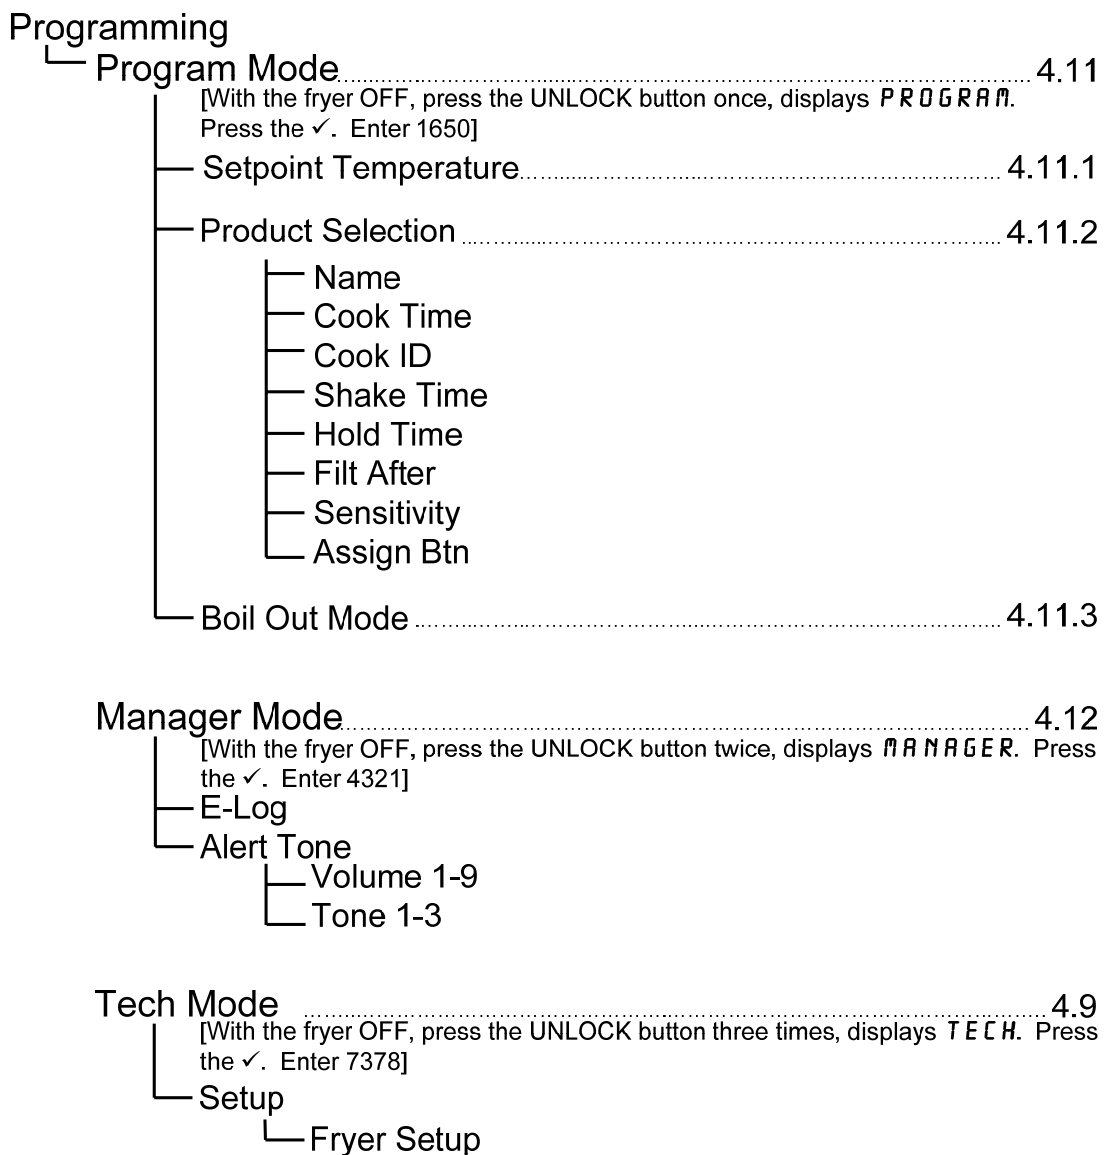 Programming
Program Mode 4.11
[With the fryer OFF, press the UNLOCK button once, displays PROGRAM.
Press the ✓. Enter 1650]
Setpoint Temperature 4.11.1
Product Selection 4.11.2
Name
Cook Time
Cook ID
Shake Time
Hold Time
Filt After
Sensitivity
Assign Btn
Boil Out Mode 4.11.3
Manager Mode 4.12
[With the fryer OFF, press the UNLOCK button twice, displays MANAGER. Press
the ✓. Enter 4321]
E-Log
Alert Tone
Volume 1-9
Tone 1-3
Tech Mode 4.9
[With the fryer OFF, press the UNLOCK button three times, displays TECH. Press
the ✓. Enter 7378]
Setup
Fryer Setup